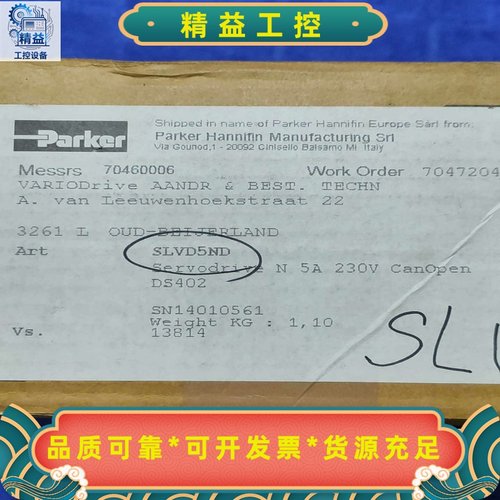 精益
工控设备
精益工控
Parker
Shipped in name of Parker Hannifin Europe Sàrl from:
Parker Hannifin Manufacturing Srl
Via Gounod,1 - 20092 Cinisello Balsamo MI Italy
Messrs 70460006 Work Order 7047204
VARIODrive AANDR & BEST. TECHN
A. van Leeuwenhoekstraat 22
3261 L OUD-BEIJERLAND
Art SLVD5ND
Servodrive N 5A 230V CanOpen
DS402
SN14010561
Weight KG : 1,10
Vs. 13814
SL
品质可靠*可开发票*货源充足